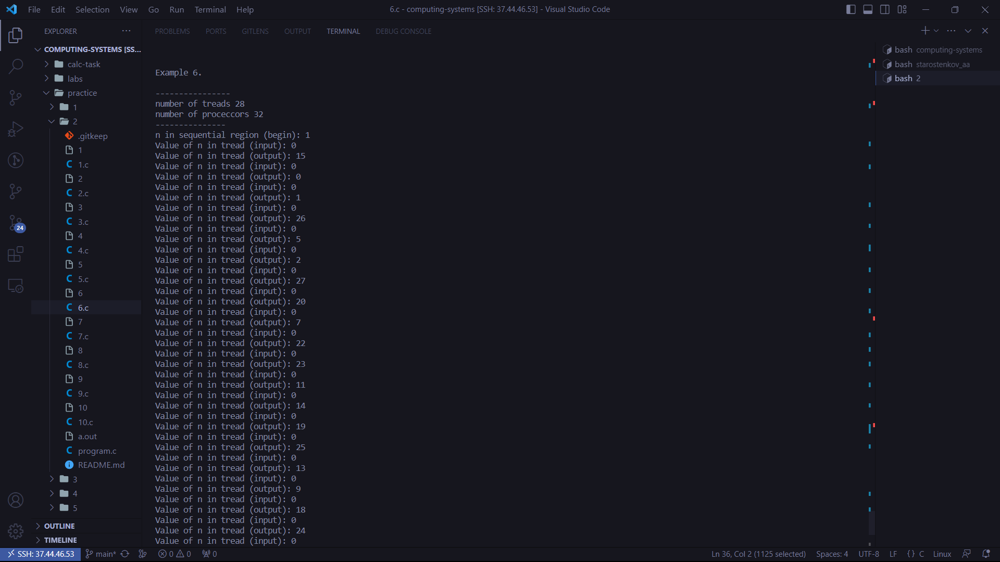 File Edit Selection View Go Run Terminal Help
6.c - computing-systems [SSH: 37.44.46.53] - Visual Studio Code
EXPLORER
COMPUTING-SYSTEMS [SS...
calc-task
labs
practice
1
2
.gitkeep
1
1.c
2
2.c
3
3.c
4
4.c
5
5.c
6
6.c
7
7.c
8
8.c
9
9.c
10
10.c
a.out
program.c
README.md
3
4
5
OUTLINE
TIMELINE
24
PROBLEMS PORTS GITLENS OUTPUT TERMINAL DEBUG CONSOLE
Example 6.
----------------
number of treads 28
number of proceccors 32
---------------
n in sequential region (begin): 1
Value of n in tread (input): 0
Value of n in tread (output): 15
Value of n in tread (input): 0
Value of n in tread (output): 0
Value of n in tread (input): 0
Value of n in tread (output): 1
Value of n in tread (input): 0
Value of n in tread (output): 26
Value of n in tread (input): 0
Value of n in tread (output): 5
Value of n in tread (input): 0
Value of n in tread (output): 2
Value of n in tread (input): 0
Value of n in tread (output): 27
Value of n in tread (input): 0
Value of n in tread (output): 20
Value of n in tread (input): 0
Value of n in tread (output): 7
Value of n in tread (input): 0
Value of n in tread (output): 22
Value of n in tread (input): 0
Value of n in tread (output): 23
Value of n in tread (input): 0
Value of n in tread (output): 11
Value of n in tread (input): 0
Value of n in tread (output): 14
Value of n in tread (input): 0
Value of n in tread (output): 19
Value of n in tread (input): 0
Value of n in tread (output): 25
Value of n in tread (input): 0
Value of n in tread (output): 13
Value of n in tread (input): 0
Value of n in tread (output): 9
Value of n in tread (input): 0
Value of n in tread (output): 18
Value of n in tread (input): 0
Value of n in tread (output): 24
Value of n in tread (input): 0
bash computing-systems
bash starostenkov_aa
bash 2
SSH: 37.44.46.53 main* 0 0 0
Ln 36, Col 2 (1125 selected) Spaces: 4 UTF-8 LF {} C Linux